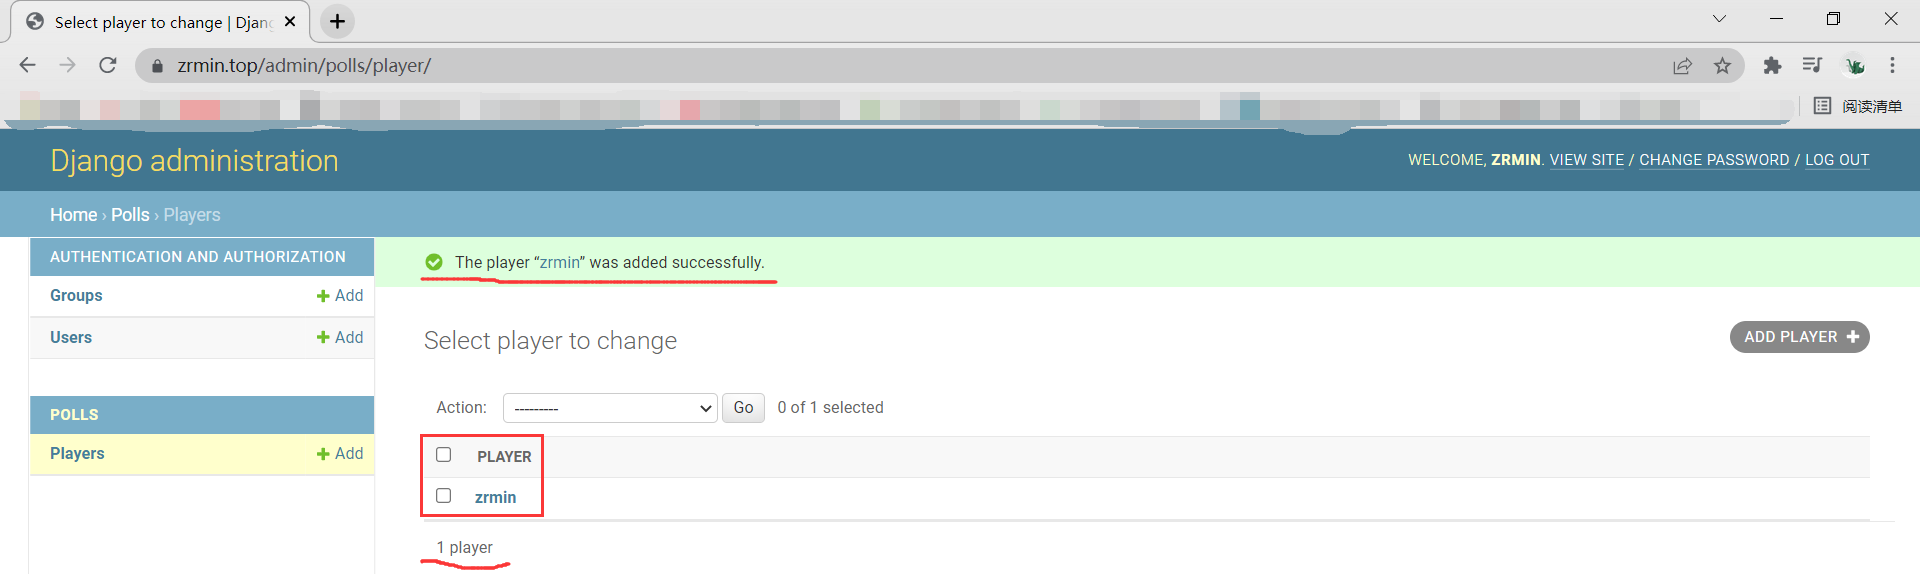 Select player to change | Djang
zrmin.top/admin/polls/player/
阅读清单
Django administration
WELCOME, ZRMIN. VIEW SITE / CHANGE PASSWORD / LOG OUT
Home › Polls › Players
AUTHENTICATION AND AUTHORIZATION
Groups
Add
Users
Add
POLLS
Players
Add
The player “zrmin” was added successfully.
Select player to change
ADD PLAYER
Action:
---------
Go
0 of 1 selected
PLAYER
zrmin
1 player